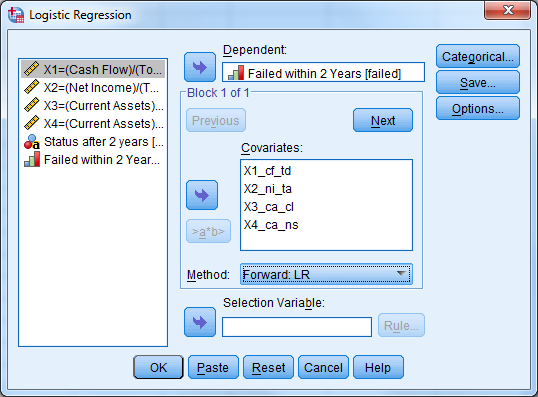 Logistic Regression
X1=(Cash Flow)/(To...
X2=(Net Income)/(T...
X3=(Current Assets)...
X4=(Current Assets)...
Status after 2 years [...
Failed within 2 Year...
Dependent:
Failed within 2 Years [failed]
Block 1 of 1
Previous
Next
Covariates:
X1_cf_td
X2_ni_ta
X3_ca_cl
X4_ca_ns
>a*b>
Method:
Forward: LR
Selection Variable:
Rule...
Categorical...
Save...
Options...
OK
Paste
Reset
Cancel
Help